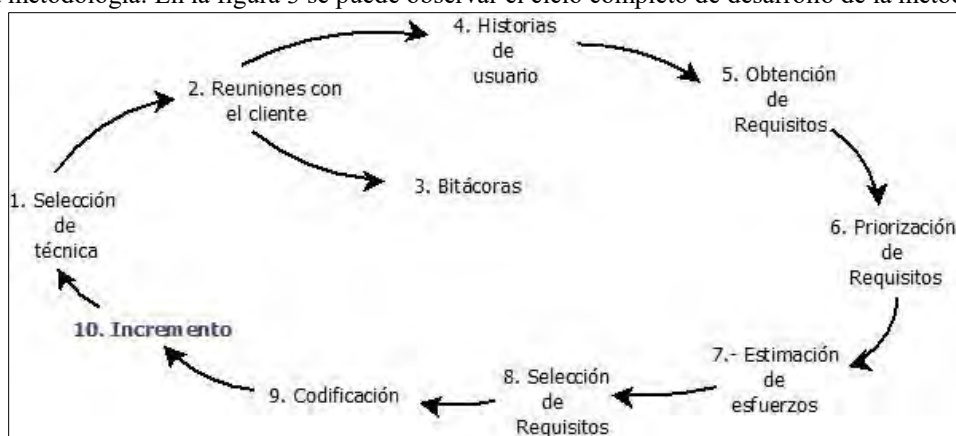 metodología. En la figura 3 se puede observar el ciclo completo de desarrollo de la
4. Historias
de
usuario
5. Obtención
de
Requisitos
2. Reuniones con
el cliente
3. Bitácoras
1. Selección
de
técnica
6. Priorización
de
Requisitos
10. Incremento
7.- Estimación
de
esfuerzos
8. Selección
de
Requisitos
9. Codificación